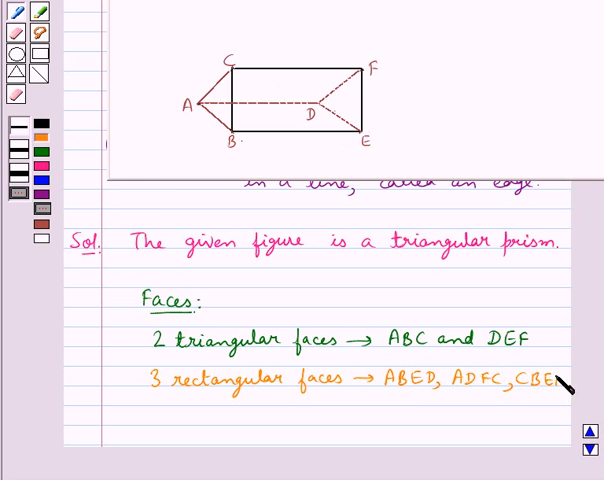 C
F
A
D
B
E
in a line, called an edge.
Sol. The given figure is a triangular prism.
Faces:
2 triangular faces → ABC and DEF
3 rectangular faces → ABED, ADFC, CBE